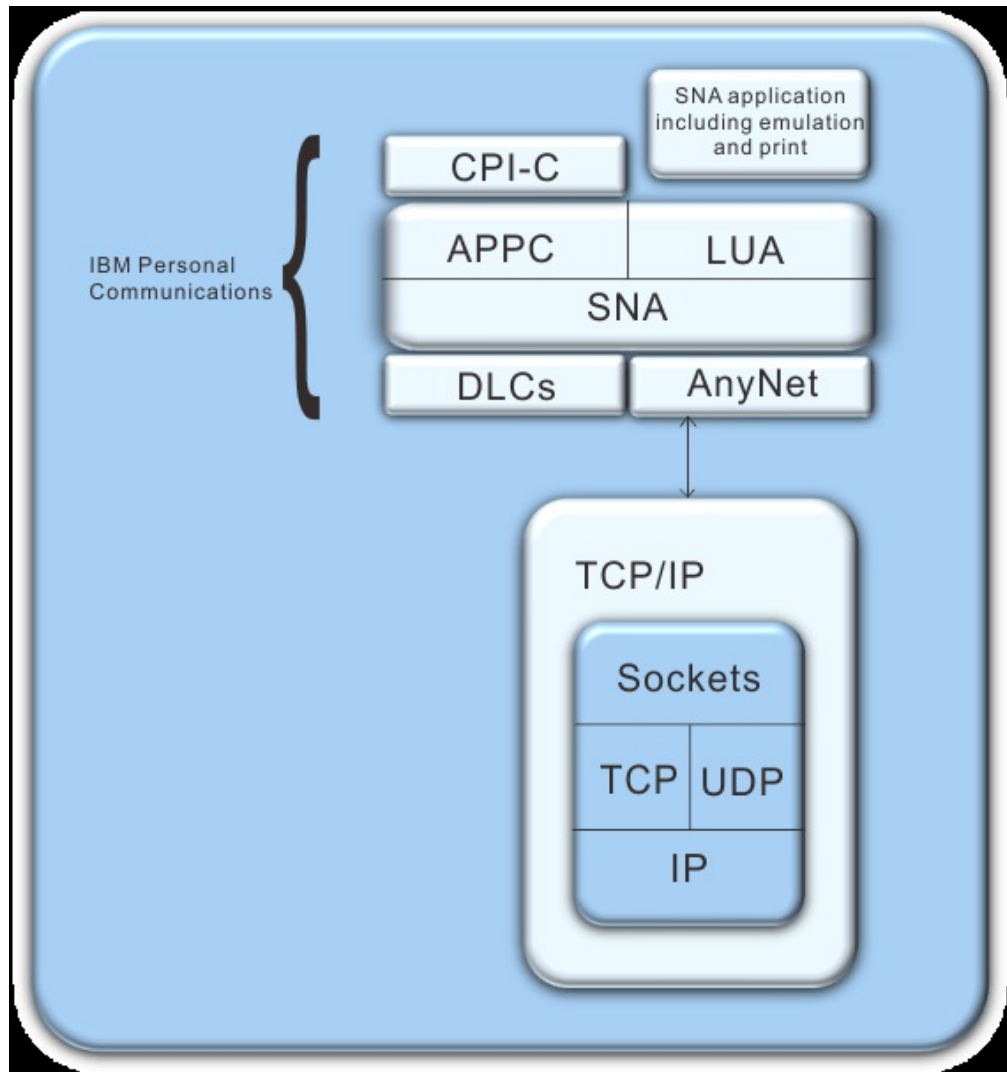 SNA application
including emulation
and print
CPI-C
APPC
LUA
IBM Personal
Communications
SNA
DLCs
AnyNet
TCP/IP
Sockets
TCP
UDP
IP